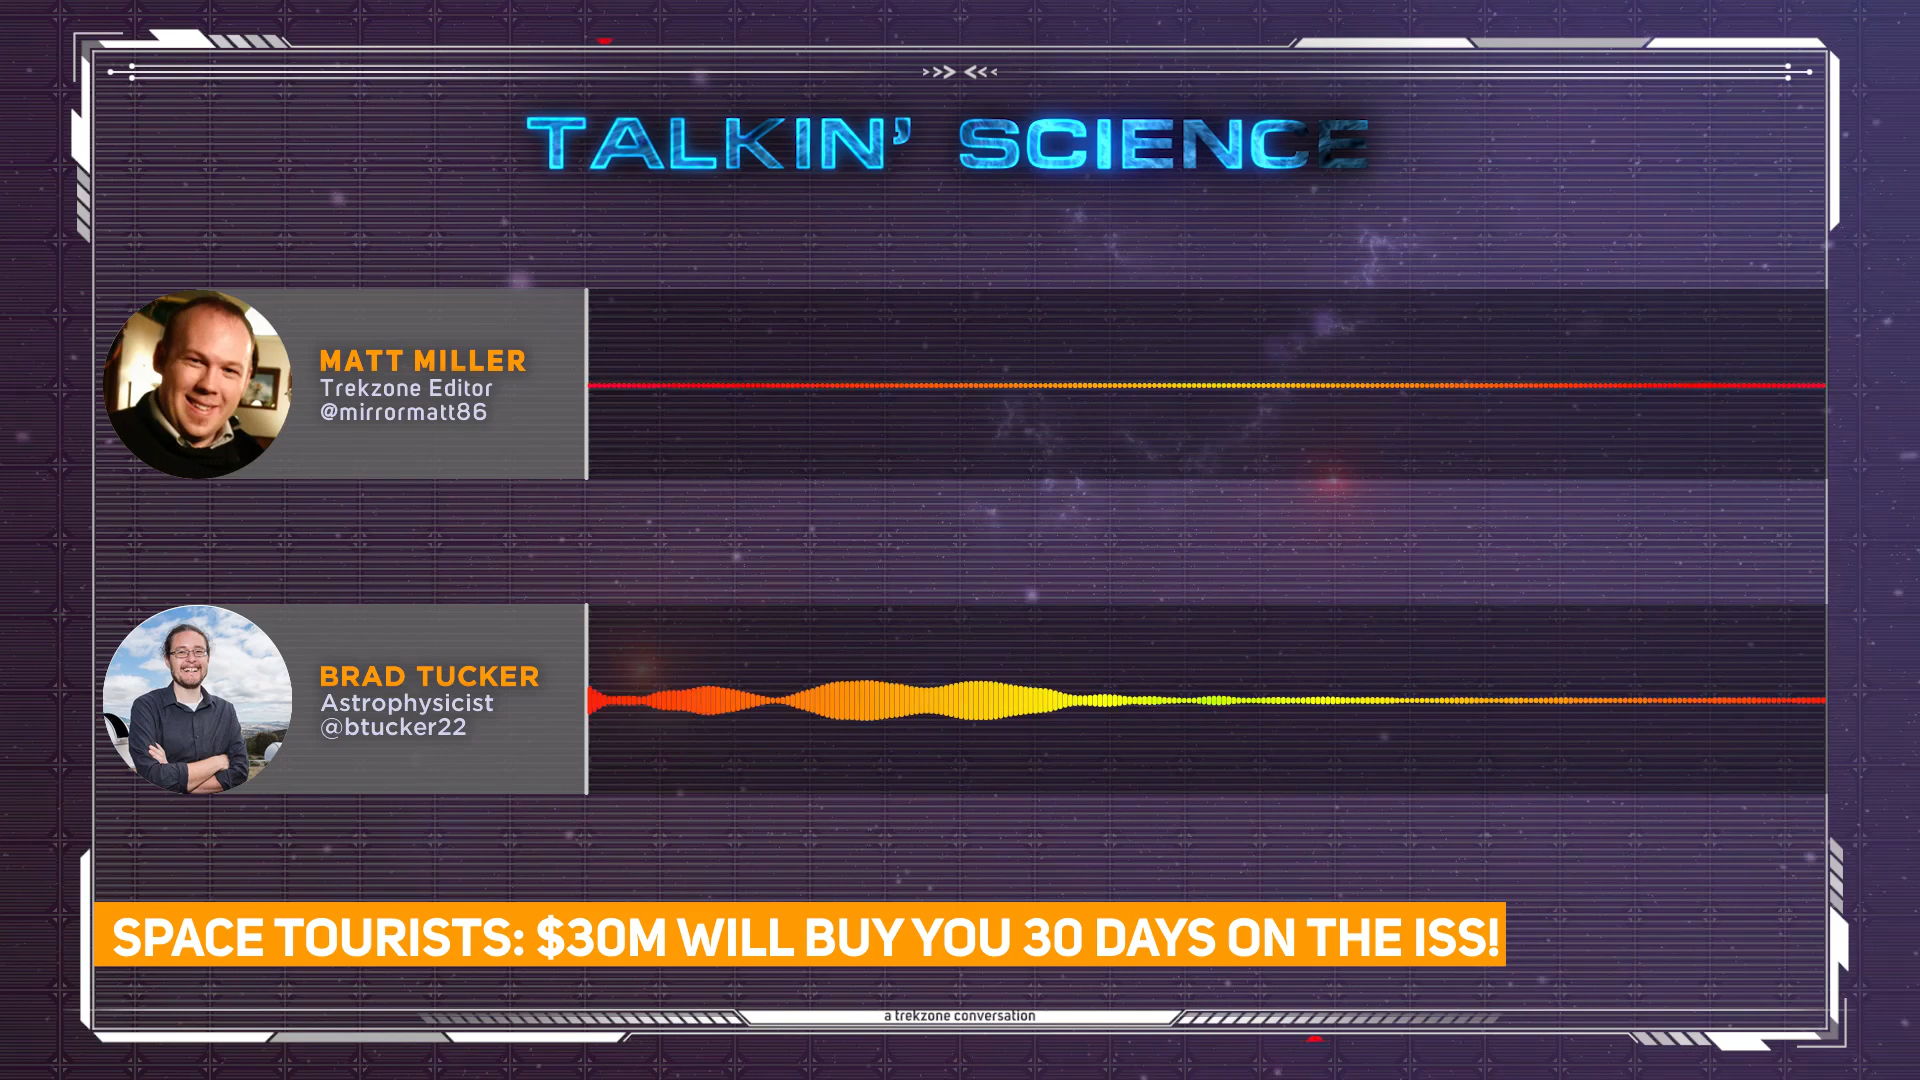 TALKIN' SCIENCE
MATT MILLER
Trekzone Editor
@mirrormatt86
BRAD TUCKER
Astrophysicist
@btucker22
SPACE TOURISTS: $30M WILL BUY YOU 30 DAYS ON THE ISS!
a trekzone conversation